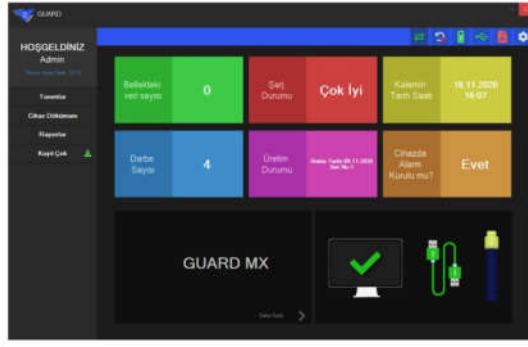 GUARD
HOŞGELDİNİZ
Admin
Tanımlar
Cihaz Dökümanı
Raporlar
Kayıt Çek
Bellekteki
veri sayısı
0
Şarj
Durumu
Çok İyi
Kalemin
Tarih Saati
18.11.2020
16:07
Darbe
Sayısı
4
Üretim
Durumu
Cihazda
Alarm
Kurulu mu?
Evet
GUARD MX